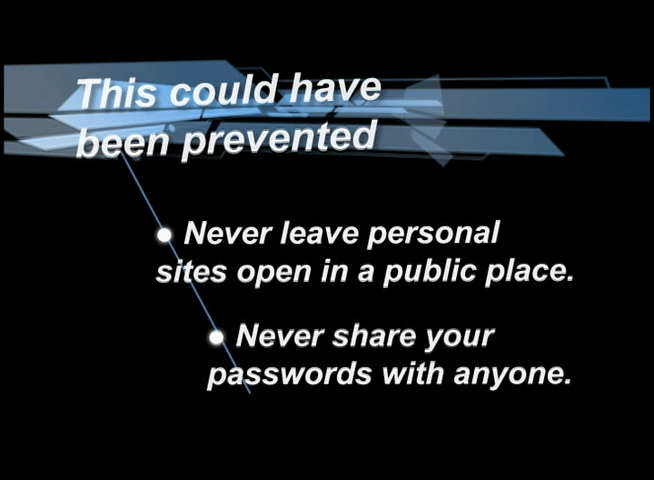 This could have
been prevented
Never leave personal
sites open in a public place.
Never share your
passwords with anyone.